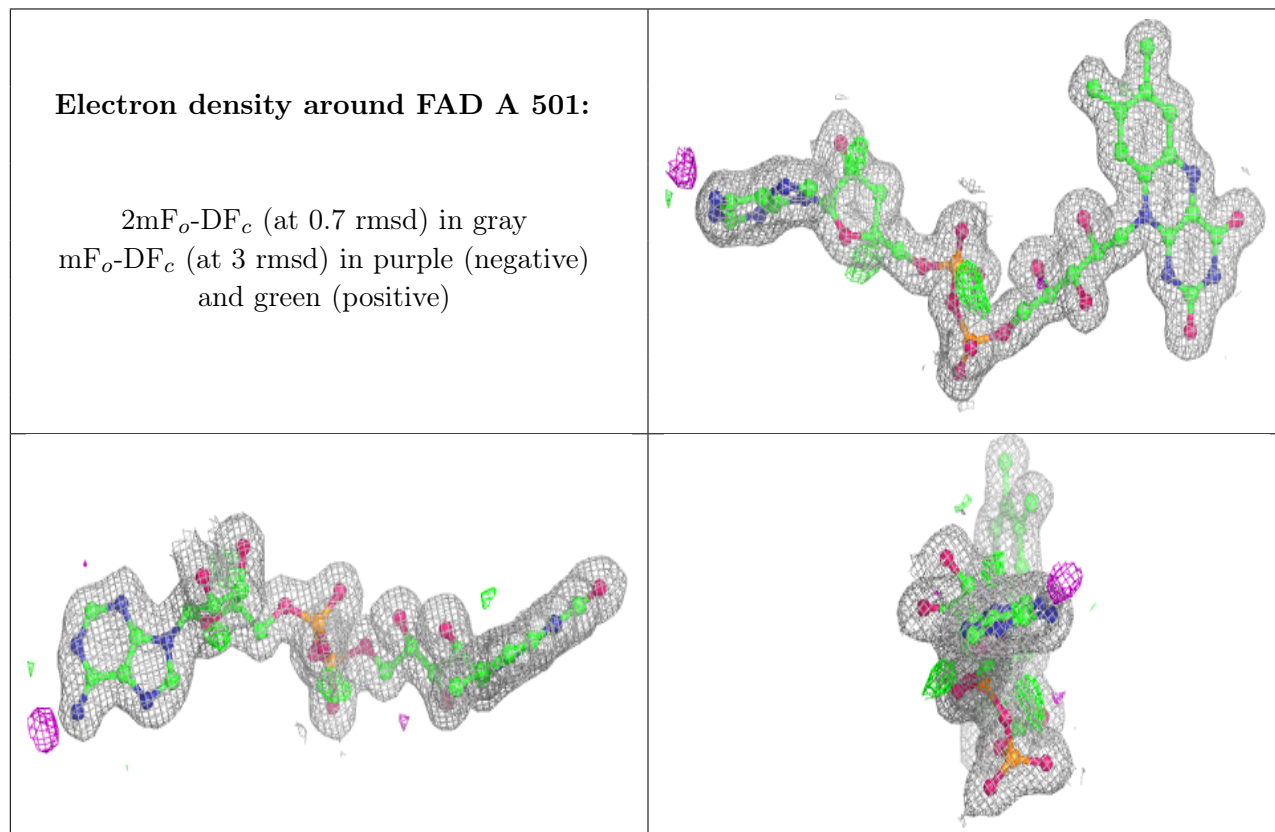 Electron density around FAD A 501:
2mFₒ-DF𝒸 (at 0.7 rmsd) in gray
mFₒ-DF𝒸 (at 3 rmsd) in purple (negative)
and green (positive)